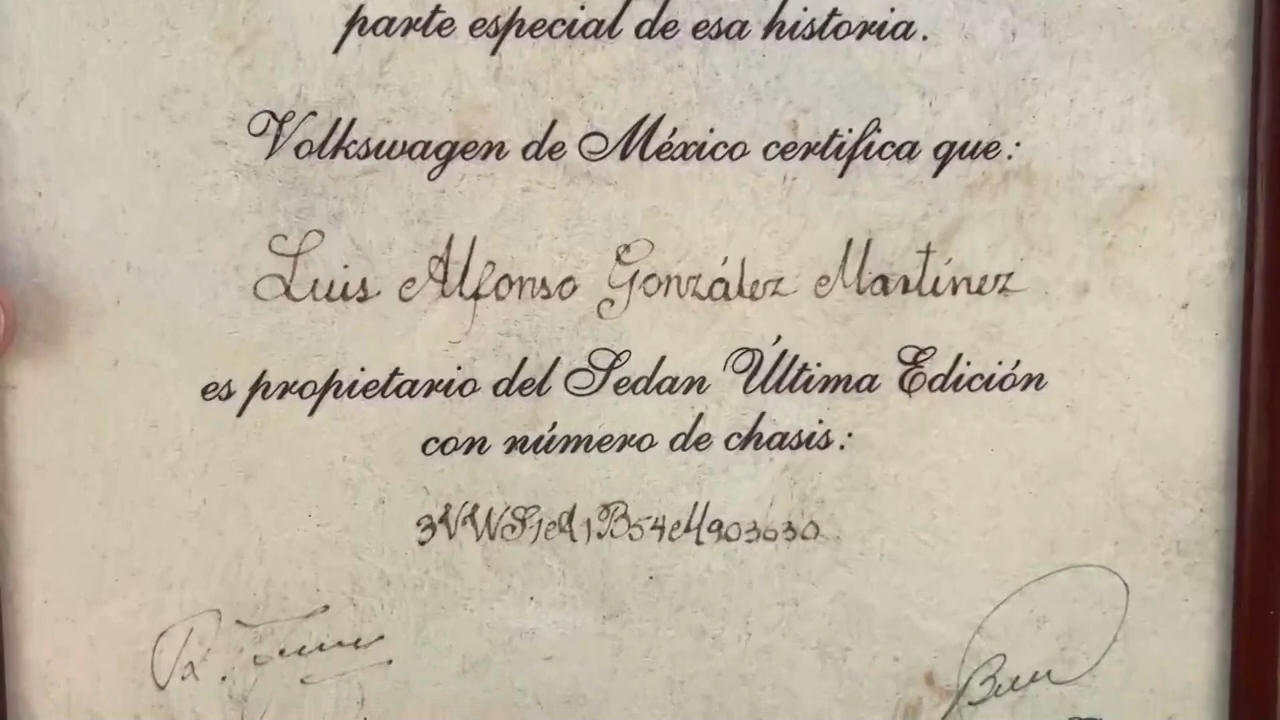 parte especial de esa historia.
Volkswagen de México certifica que:
Luis Alfonso González Martínez
es propietario del Sedan Última Edición
con número de chasis:
3VWS1A1B54M903630